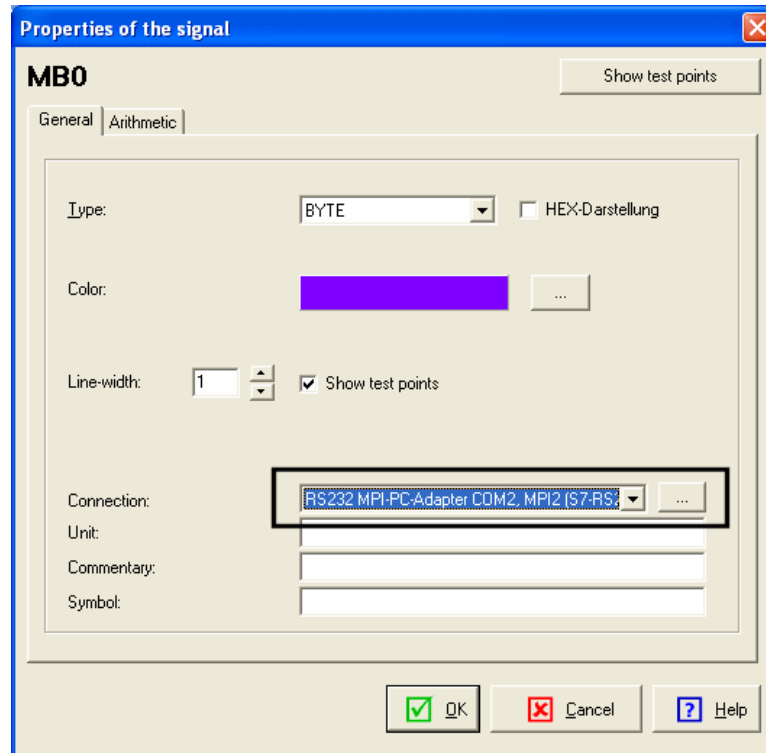 Properties of the signal
MB0
Show test points
General
Arithmetic
Type:
BYTE
HEX-Darstellung
Color:
...
Line-width:
1
Show test points
Connection:
RS232 MPI-PC-Adapter COM2, MPI2 (S7-RS2
...
Unit:
Commentary:
Symbol:
OK
Cancel
? Help